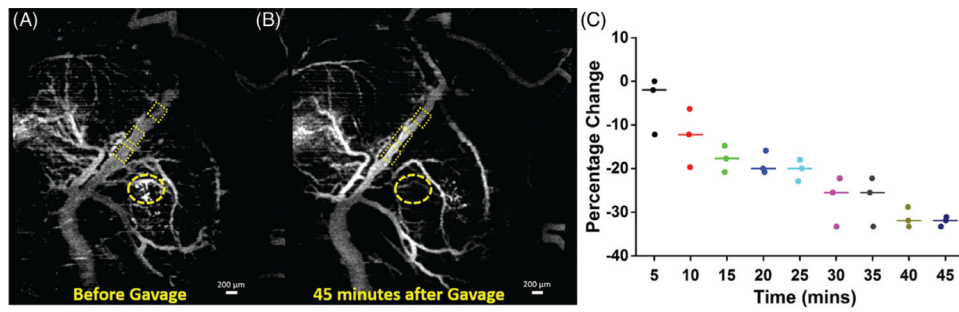 (A)
Before Gavage
200 μm
(B)
45 minutes after Gavage
200 μm
(C)
Percentage Change
10
0
-10
-20
-30
-40
5 10 15 20 25 30 35 40 45
Time (mins)